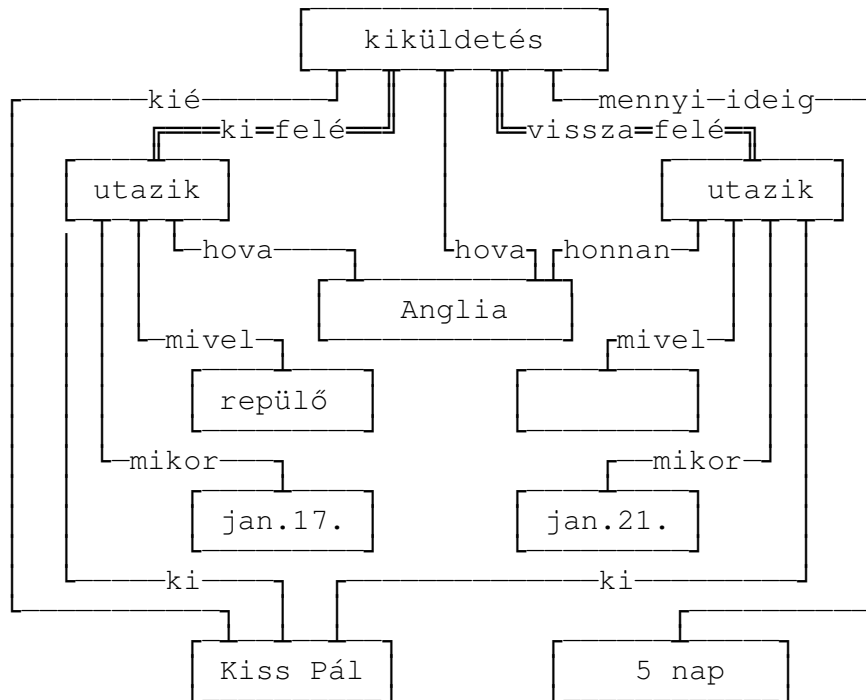 kiküldetés
kié mennyi ideig
ki felé vissza felé
utazik utazik
hova hova honnan
Anglia
mivel mivel
repülő
mikor mikor
jan.17. jan.21.
ki ki
Kiss Pál 5 nap